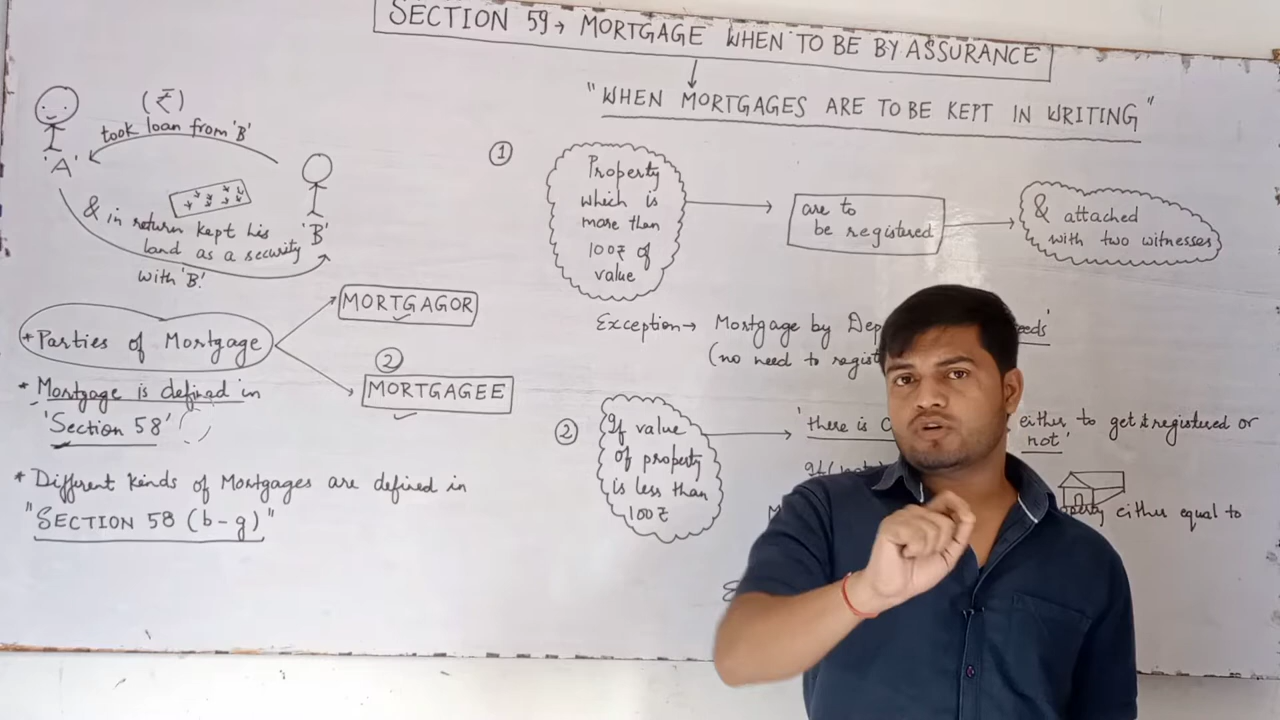 SECTION 59→ MORTGAGE WHEN TO BE BY ASSURANCE
"WHEN MORTGAGES ARE TO BE KEPT IN WRITING"
(₹)
took loan from 'B'
'A'
'B'
& in return kept his
land as a security
with 'B'.
* Parties of Mortgage
MORTGAGOR
②
MORTGAGEE
* Mortgage is defined in
'Section 58'
* Different kinds of Mortgages are defined in
"SECTION 58 (b-g)"
①
Property
which is
more than
100₹ of
value
are to
be registered
& attached
with two witnesses
Exception→ Mortgage by
(no need to
②
If value
of property
is less than
100₹
'there is
either to get it registered or
not'
either equal to